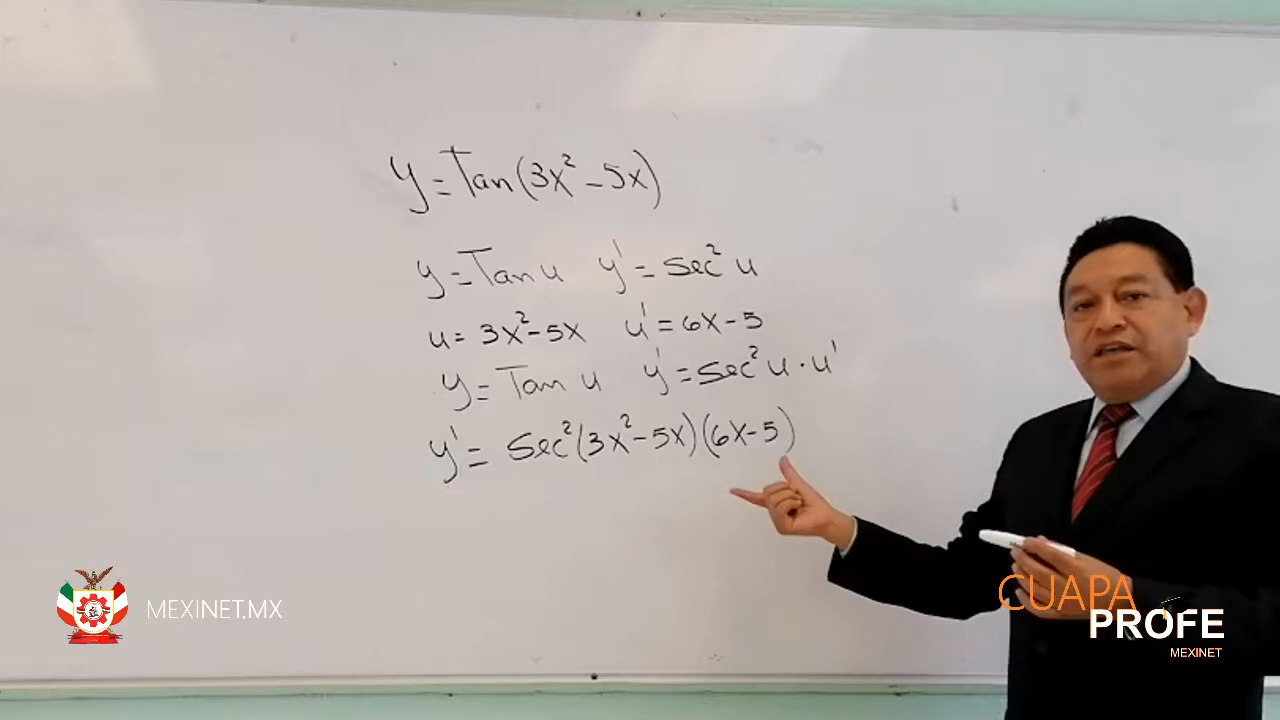 y = Tan(3x² - 5x)
y = Tan u   y' = sec² u
u = 3x² - 5x   u' = 6x - 5
y = Tan u   y' = sec² u · u'
y' = sec²(3x² - 5x)(6x - 5)
MEXINET.MX
CUAPA
PROFE
MEXINET